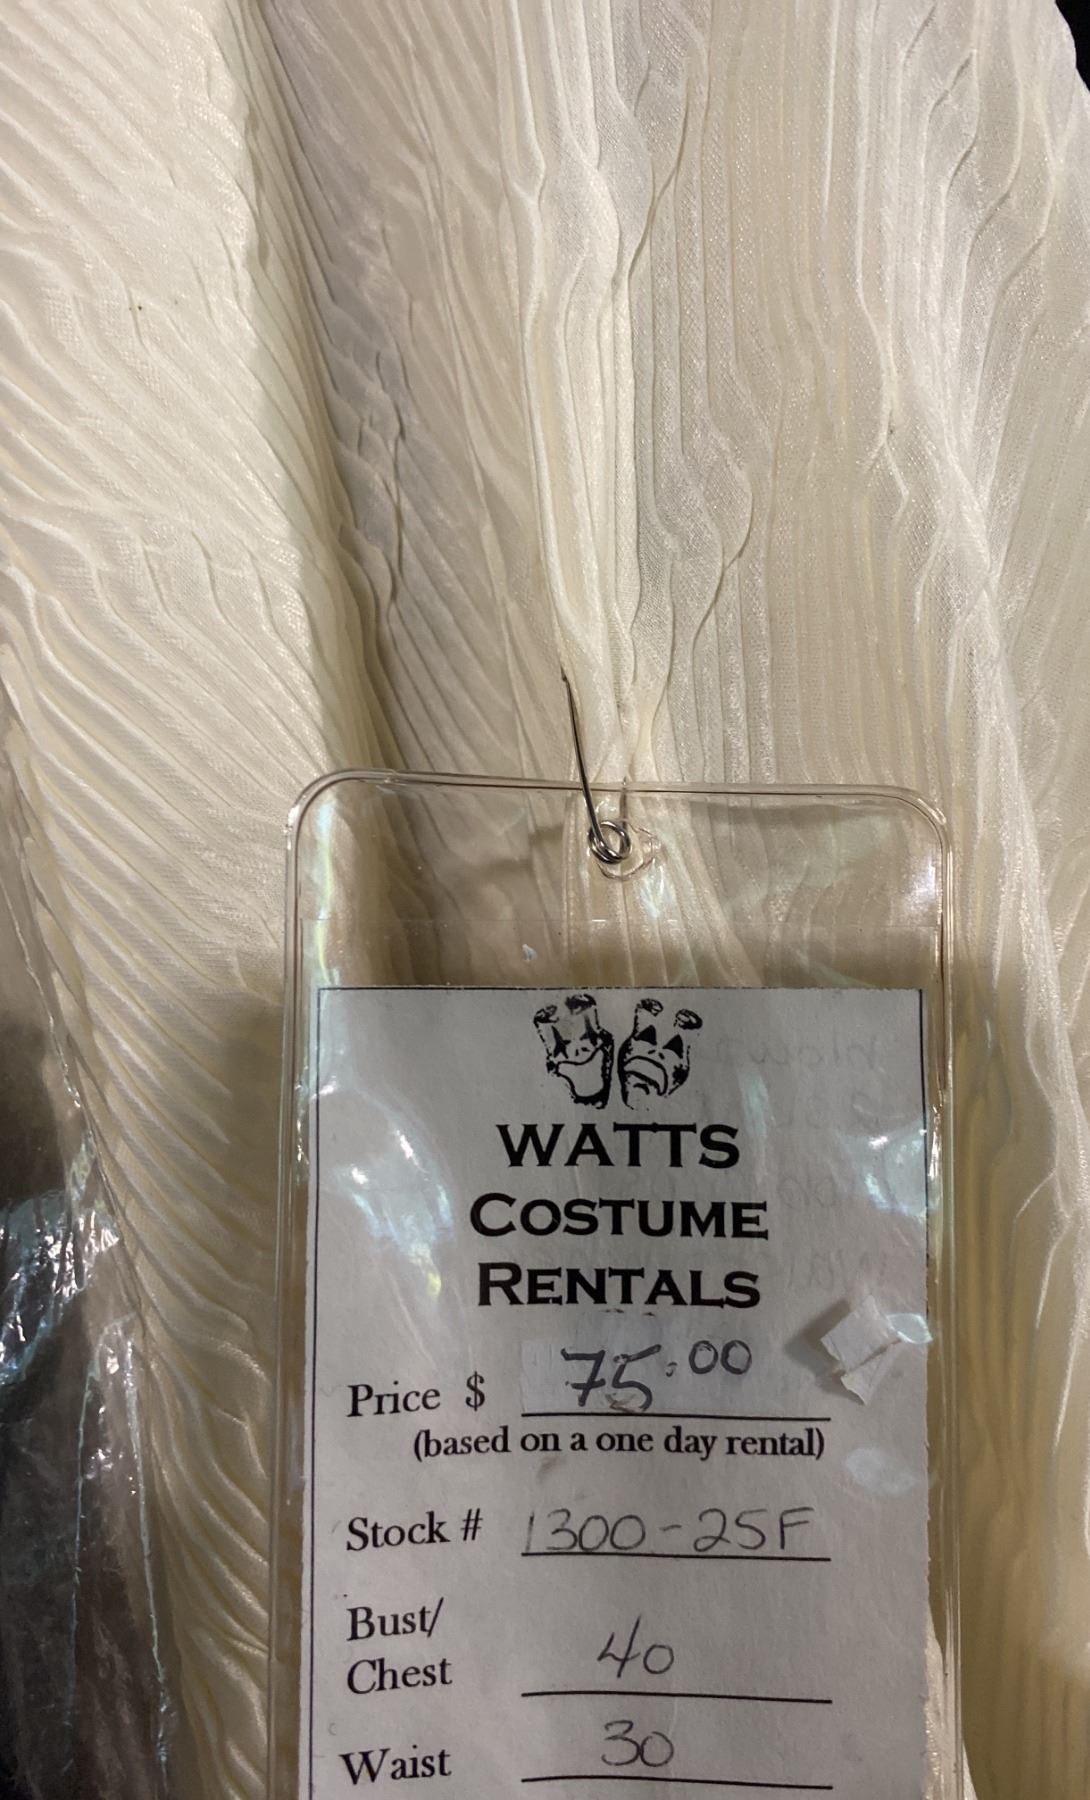 WATTS
COSTUME
RENTALS
Price $ 75.00
(based on a one day rental)
Stock # 1300-25F
Bust/
Chest 40
Waist 30